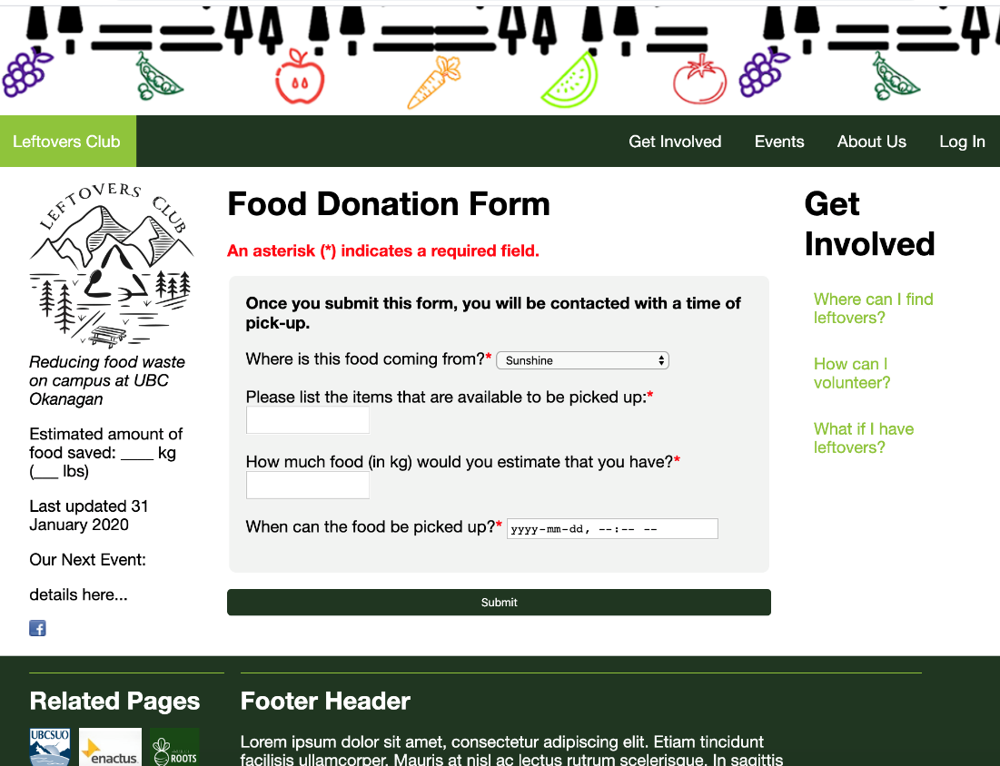 Leftovers Club
Get Involved
Events
About Us
Log In
LEFTOVERS CLUB
Reducing food waste
on campus at UBC
Okanagan
Estimated amount of
food saved: ____ kg
(___ lbs)
Last updated 31
January 2020
Our Next Event:
details here...
f
Food Donation Form
An asterisk (*) indicates a required field.
Once you submit this form, you will be contacted with a time of
pick-up.
Where is this food coming from?* Sunshine
Please list the items that are available to be picked up:*
How much food (in kg) would you estimate that you have?*
When can the food be picked up?* yyyy-mm-dd, --:-- --
Submit
Get
Involved
Where can I find
leftovers?
How can I
volunteer?
What if I have
leftovers?
Related Pages
UBCSUO
enactus.
ROOTS
Footer Header
Lorem ipsum dolor sit amet, consectetur adipiscing elit. Etiam tincidunt
facilisis ullamcorper. Mauris at nisl ac lectus rutrum scelerisque. In sagittis